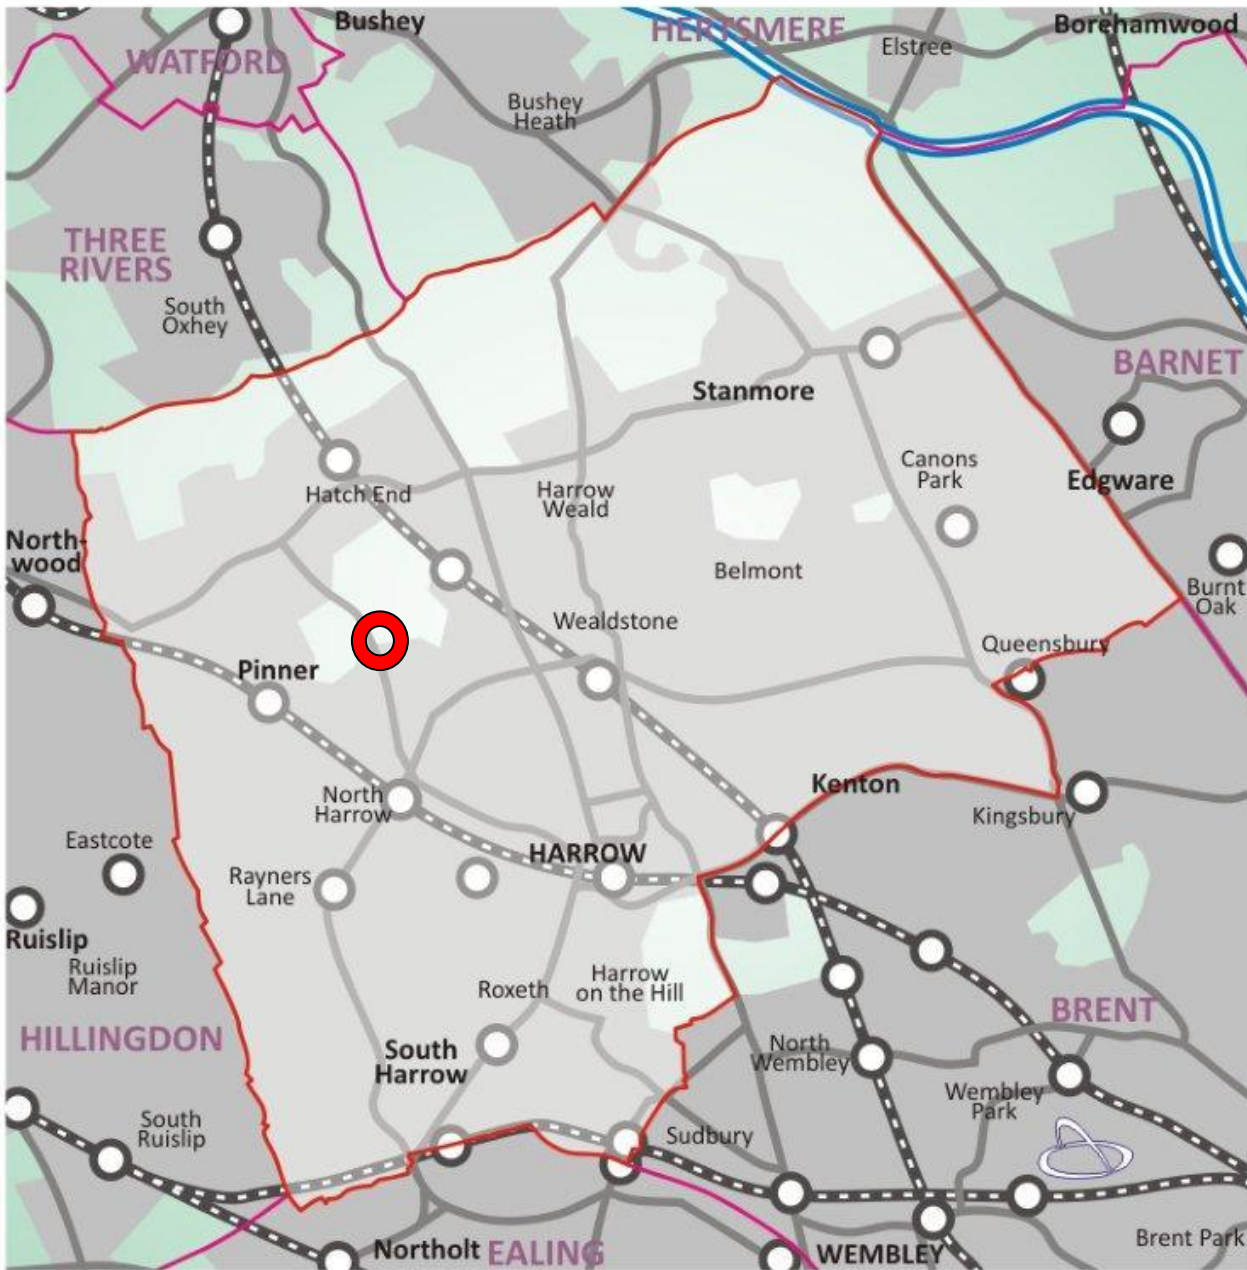 Bushey
HERTSMERE
Borehamwood
WATFORD
Elstree
Bushey
Heath
THREE
RIVERS
South
Oxhey
BARNET
Stanmore
Canons
Park
Edgware
Hatch End
Harrow
Weald
North-
wood
Belmont
Burnt
Oak
Wealdstone
Queensbury
Pinner
Kenton
North
Harrow
Kingsbury
Eastcote
HARROW
Rayners
Lane
Ruislip
Ruislip
Manor
Roxeth
Harrow
on the Hill
BRENT
HILLINGDON
South
Harrow
North
Wembley
Wembley
Park
South
Ruislip
Sudbury
Brent Park
Northolt
EALING
WEMBLEY